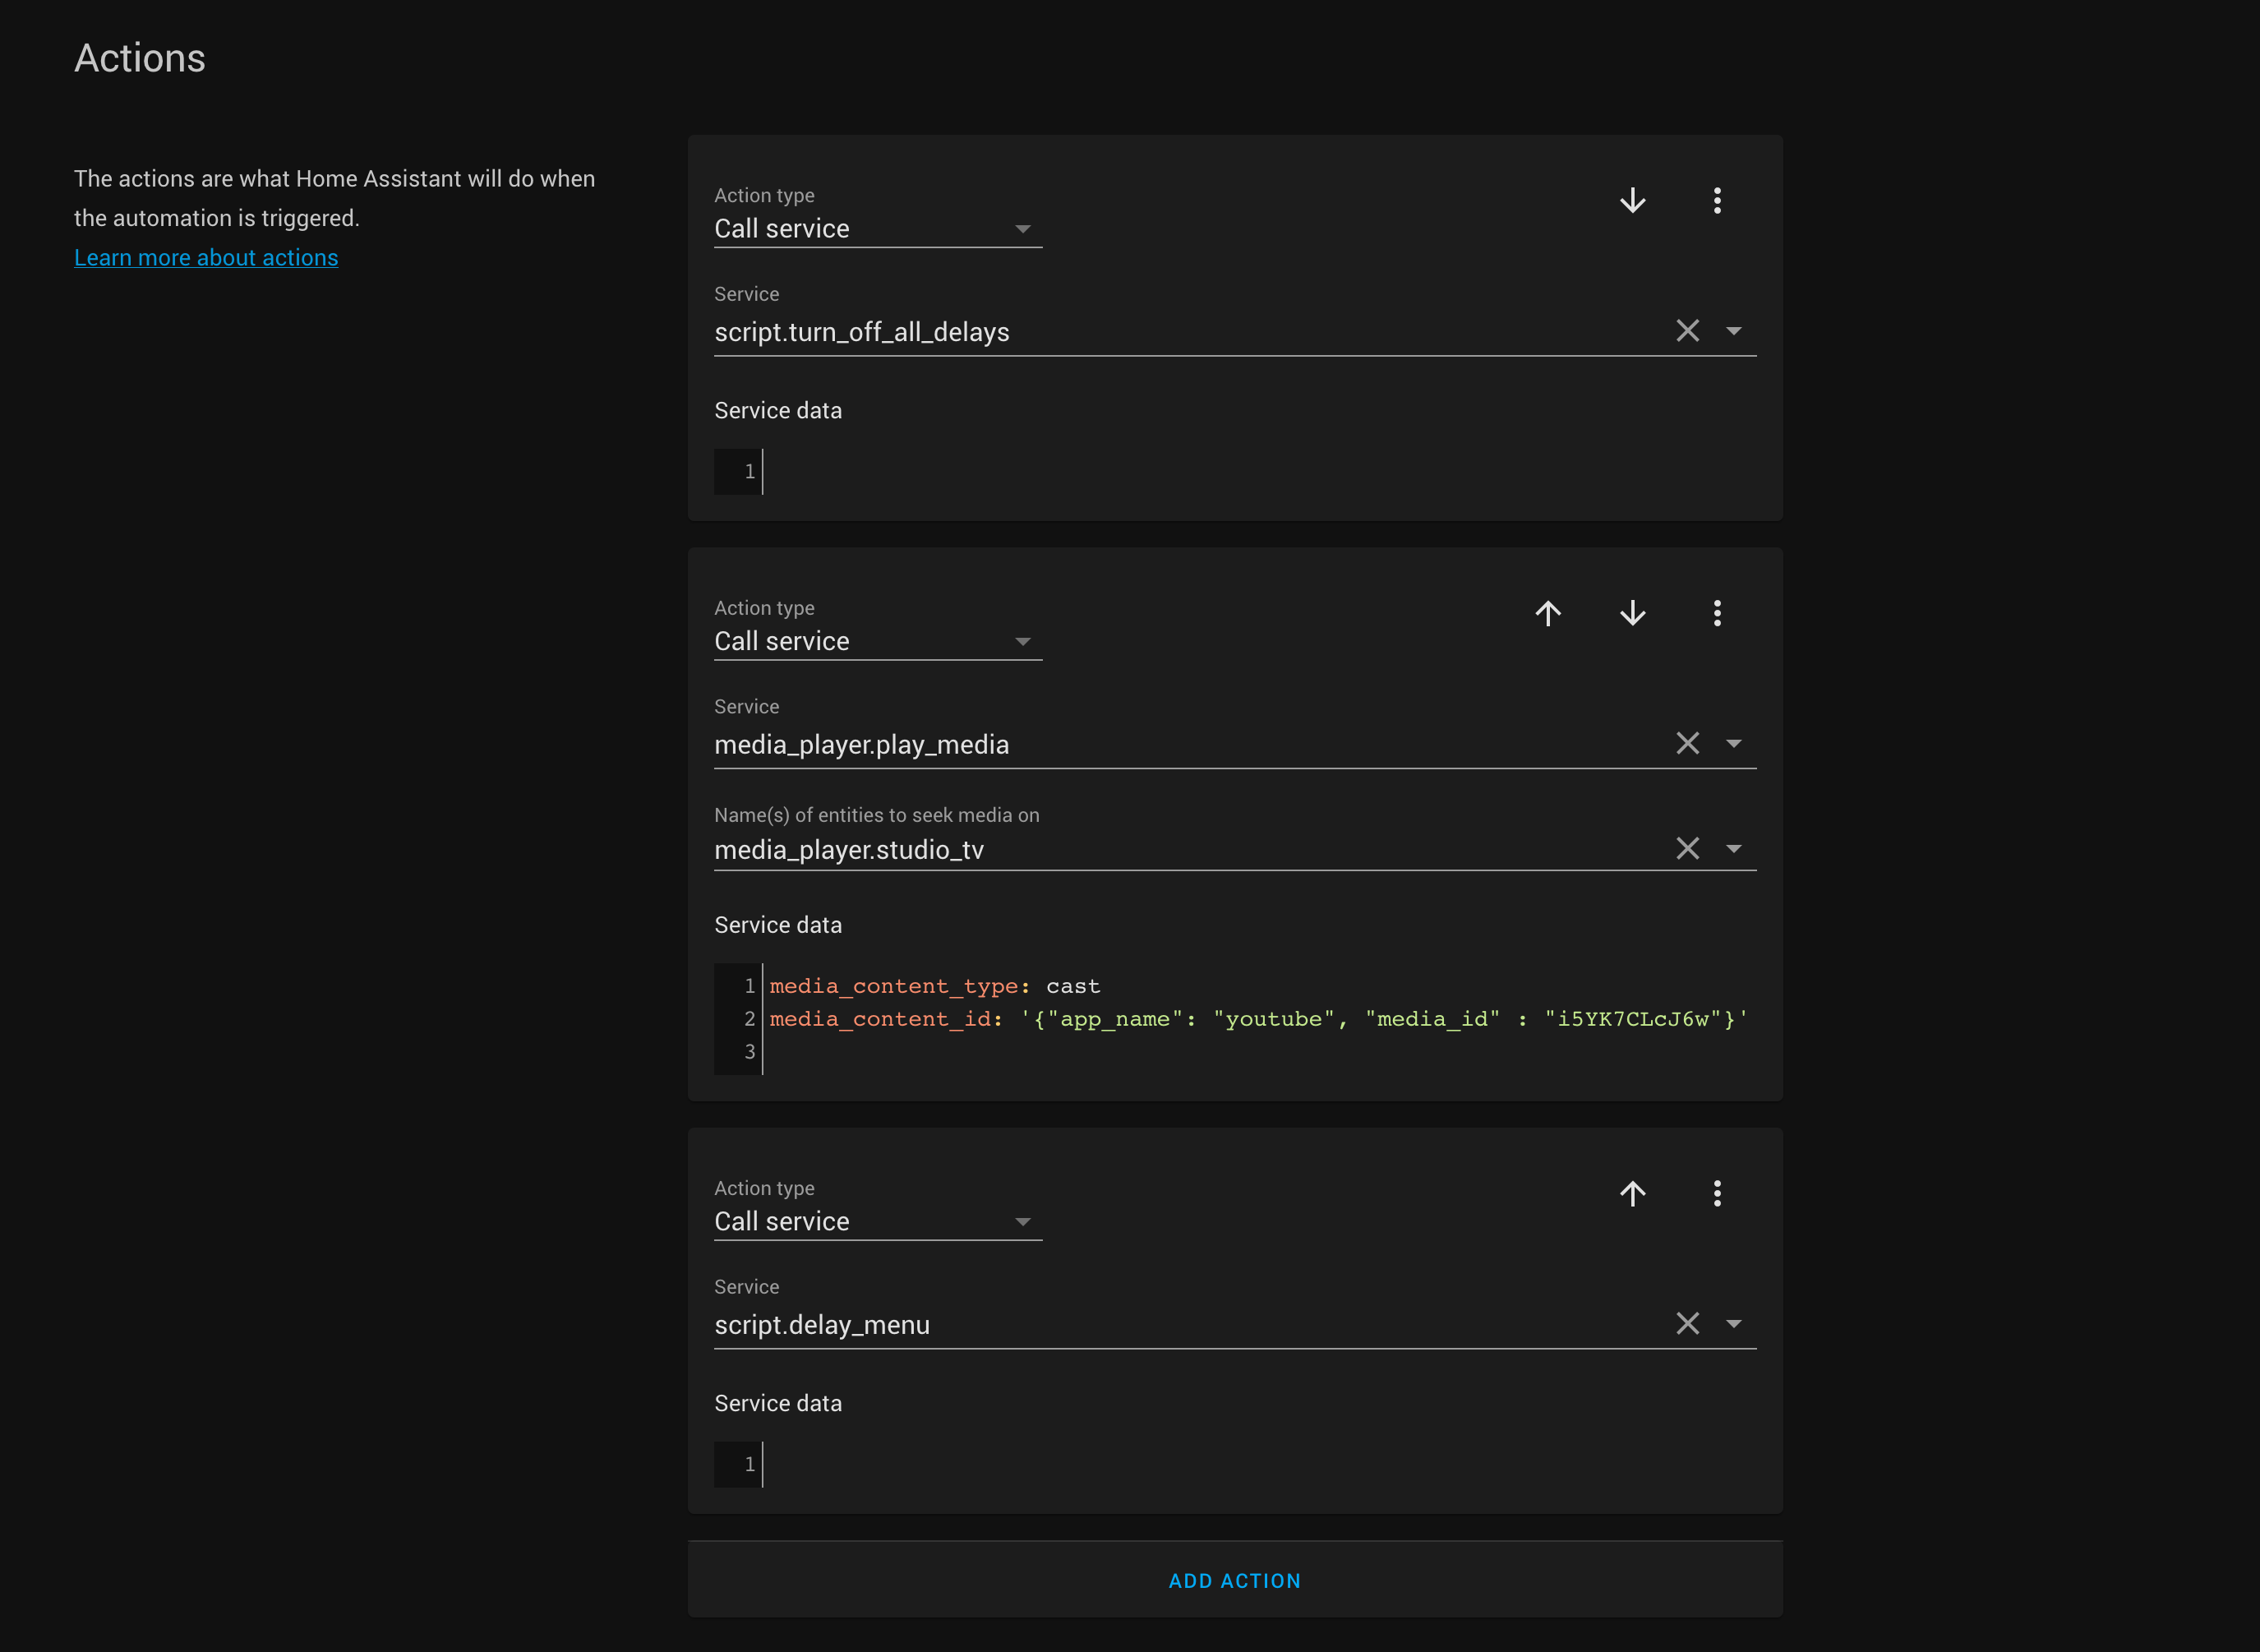 Actions
The actions are what Home Assistant will do when
the automation is triggered.
Learn more about actions
Action type
Call service
Service
script.turn_off_all_delays
Service data
1
Action type
Call service
Service
media_player.play_media
Name(s) of entities to seek media on
media_player.studio_tv
Service data
1 media_content_type: cast
2 media_content_id: '{"app_name": "youtube", "media_id" : "i5YK7CLcJ6w"}'
3
Action type
Call service
Service
script.delay_menu
Service data
1
ADD ACTION